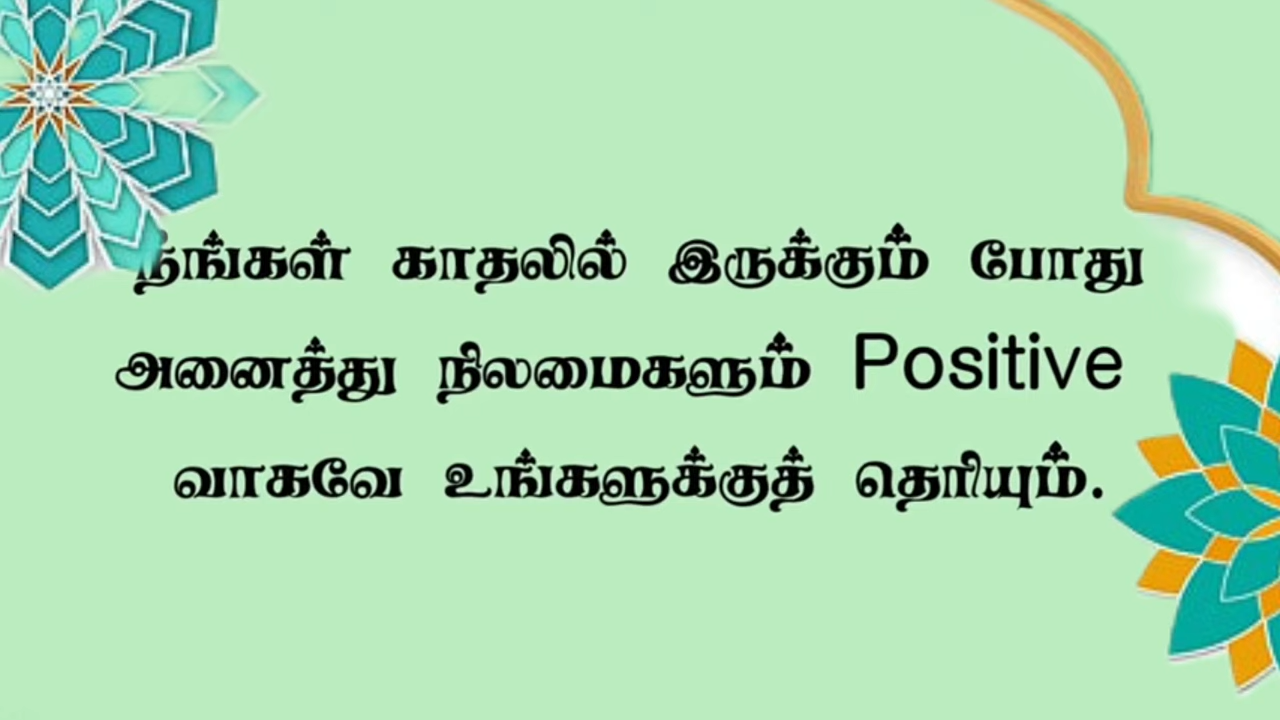 நீங்கள் காதலில் இருக்கும் போது
அனைத்து நிலமைகளும் Positive
வாகவே உங்களுக்குத் தெரியும்.